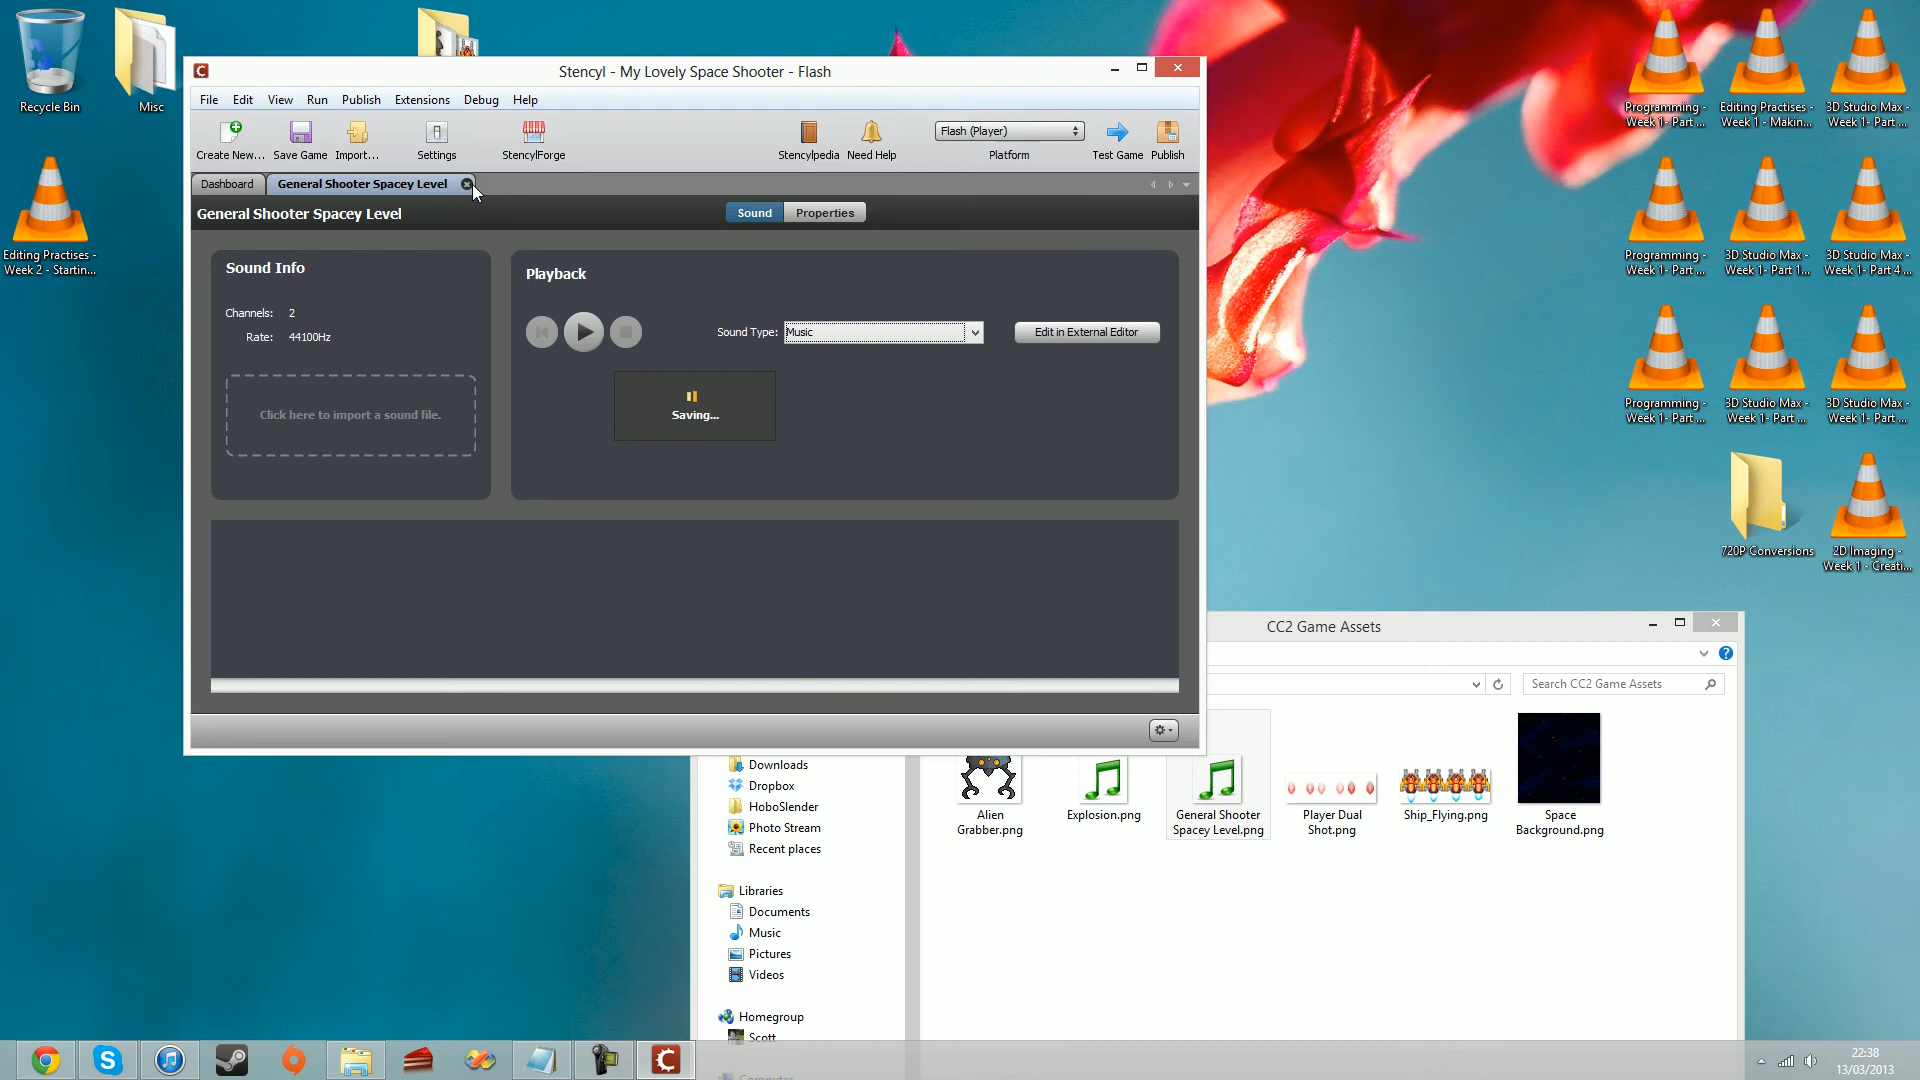 Recycle Bin
Misc
Editing Practises -
Week 2 - Startin...
Stencyl - My Lovely Space Shooter - Flash
File Edit View Run Publish Extensions Debug Help
Create New... Save Game Import... Settings StencylForge Stencylpedia Need Help
Flash (Player)
Platform
Test Game Publish
Dashboard General Shooter Spacey Level
General Shooter Spacey Level
Sound Properties
Sound Info
Channels: 2
Rate: 44100Hz
Click here to import a sound file.
Playback
Sound Type: Music
Edit in External Editor
Saving...
Programming -
Week 1- Part ...
Editing Practises -
Week 1 - Makin...
3D Studio Max -
Week 1- Part ...
Programming -
Week 1- Part ...
3D Studio Max -
Week 1- Part 1...
3D Studio Max -
Week 1- Part 4 ...
Programming -
Week 1- Part ...
3D Studio Max -
Week 1- Part ...
3D Studio Max -
Week 1- Part ...
720P Conversions
2D Imaging -
Week 1 - Creati...
CC2 Game Assets
Search CC2 Game Assets
Downloads
Dropbox
HoboSlender
Photo Stream
Recent places
Libraries
Documents
Music
Pictures
Videos
Homegroup
Scott
Alien
Grabber.png
Explosion.png
General Shooter
Spacey Level.png
Player Dual
Shot.png
Ship_Flying.png
Space
Background.png
22:38
13/03/2013